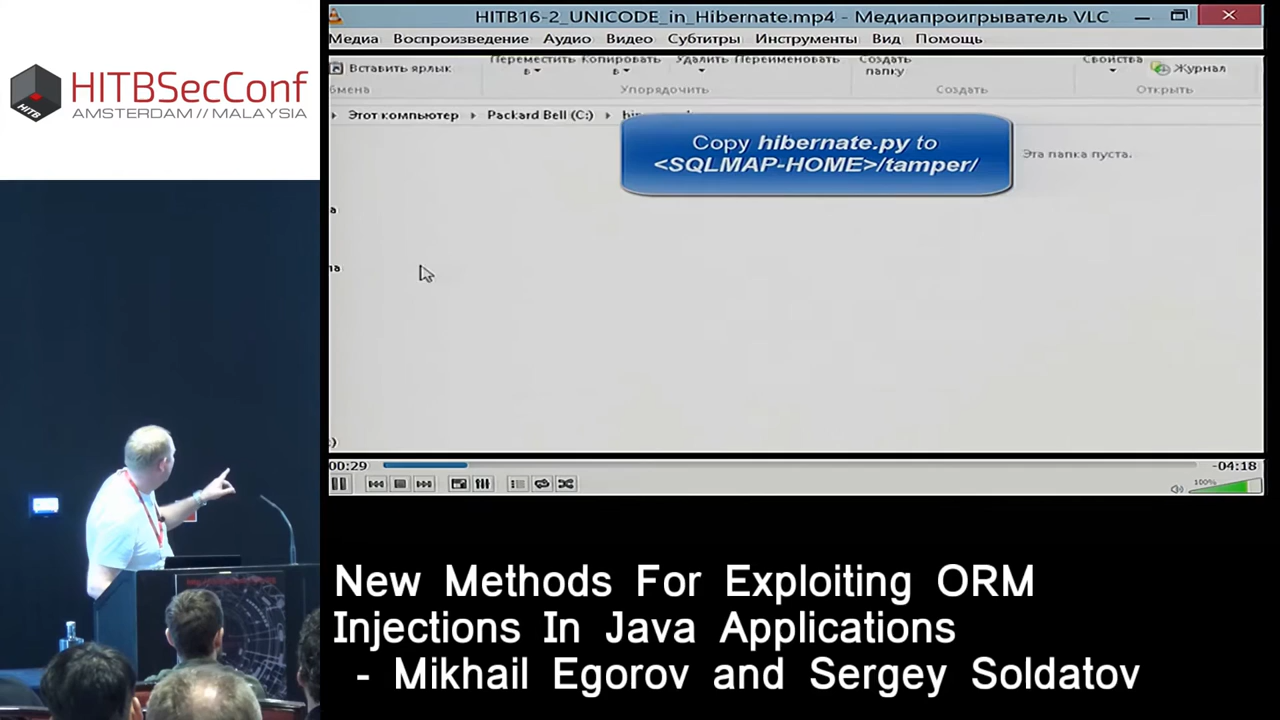 HITBSecConf
AMSTERDAM // MALAYSIA
HITB
HITB16-2_UNICODE_in_Hibernate.mp4 - Медиапроигрыватель VLC
Медиа Воспроизведение Аудио Видео Субтитры Инструменты Вид Помощь
Вставить ярлык
Переместить в Копировать в Удалить Переименовать
Создать папку
Свойства
Журнал
бмена
Упорядочить
Создать
Открыть
Этот компьютер Packard Bell (C:)
Copy hibernate.py to
<SQLMAP-HOME>/tamper/
Эта папка пуста.
00:29
-04:18
100%
New Methods For Exploiting ORM
Injections In Java Applications
- Mikhail Egorov and Sergey Soldatov